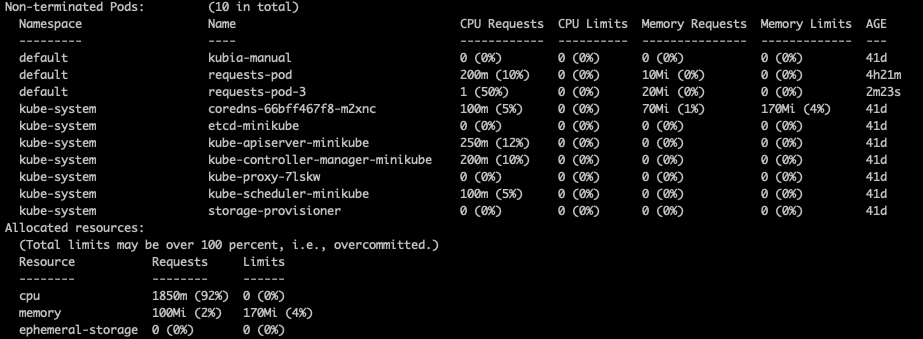 Non-terminated Pods:         (10 in total)
  Namespace                  Name                                CPU Requests  CPU Limits  Memory Requests  Memory Limits  AGE
  ---------                  ----                                ------------  ----------  ---------------  -------------  ---
  default                    kubia-manual                        0 (0%)        0 (0%)      0 (0%)           0 (0%)         41d
  default                    requests-pod                        200m (10%)    0 (0%)      10Mi (0%)        0 (0%)         4h21m
  default                    requests-pod-3                      1 (50%)       0 (0%)      20Mi (0%)        0 (0%)         2m23s
  kube-system                coredns-66bff467f8-m2xnc            100m (5%)     0 (0%)      70Mi (1%)        170Mi (4%)     41d
  kube-system                etcd-minikube                       0 (0%)        0 (0%)      0 (0%)           0 (0%)         41d
  kube-system                kube-apiserver-minikube             250m (12%)    0 (0%)      0 (0%)           0 (0%)         41d
  kube-system                kube-controller-manager-minikube    200m (10%)    0 (0%)      0 (0%)           0 (0%)         41d
  kube-system                kube-proxy-7lskw                    0 (0%)        0 (0%)      0 (0%)           0 (0%)         41d
  kube-system                kube-scheduler-minikube             100m (5%)     0 (0%)      0 (0%)           0 (0%)         41d
  kube-system                storage-provisioner                 0 (0%)        0 (0%)      0 (0%)           0 (0%)         41d
Allocated resources:
  (Total limits may be over 100 percent, i.e., overcommitted.)
  Resource           Requests     Limits
  --------           --------     ------
  cpu                1850m (92%)  0 (0%)
  memory             100Mi (2%)   170Mi (4%)
  ephemeral-storage  0 (0%)       0 (0%)